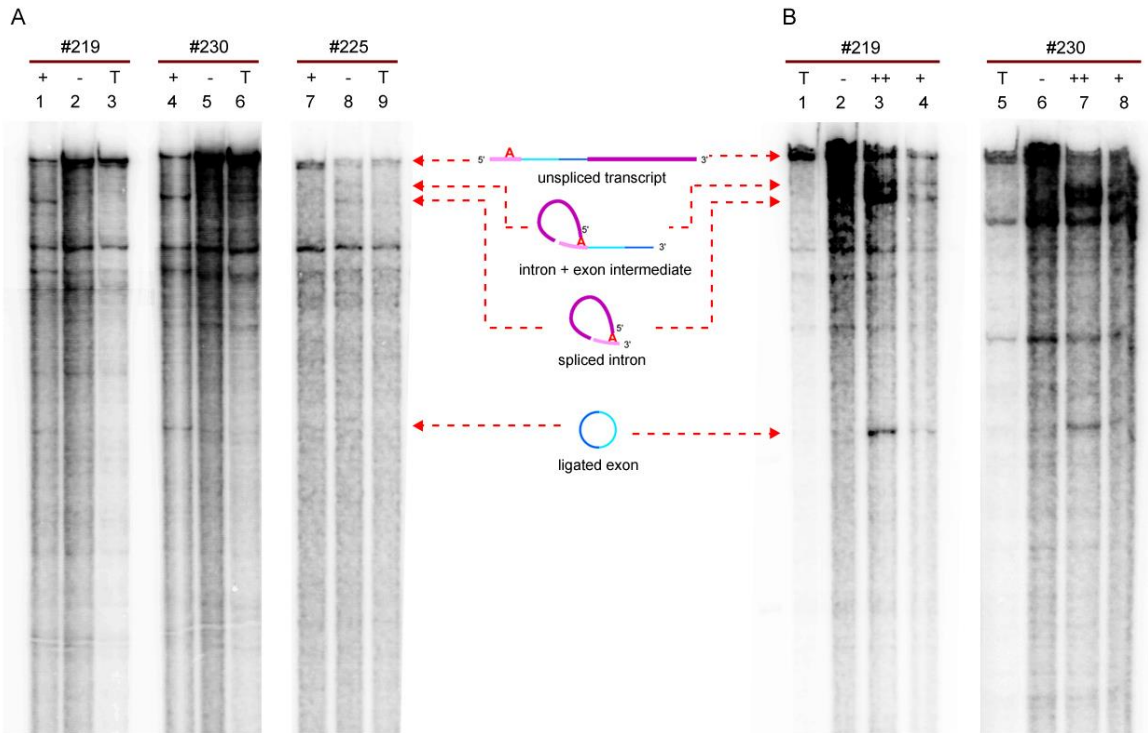 A
B
#219 #230 #225
#219 #230
+ - T + - T + - T
T - ++ + T - ++ +
1 2 3 4 5 6 7 8 9
1 2 3 4 5 6 7 8
5' A 3'
unspliced transcript
5'
A 3'
intron + exon intermediate
5'
A
3'
spliced intron
ligated exon